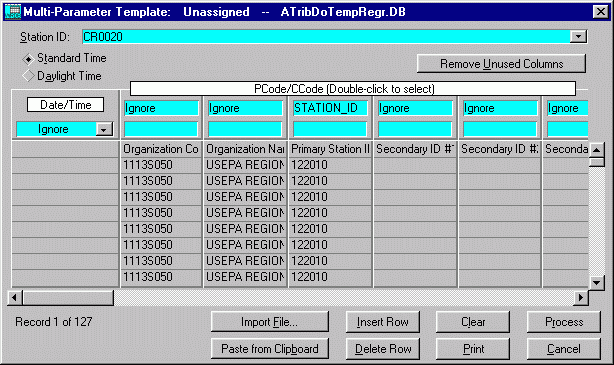 Multi-Parameter Template: Unassigned -- ATribDoTempRegr.DB
Station ID: CR0020
Standard Time
Daylight Time
Remove Unused Columns
PCode/CCode (Double-click to select)
Date/Time Ignore Ignore STATION_ID Ignore Ignore Ignore
Ignore
Organization Co Organization Nar Primary Station II Secondary ID #1 Secondary ID #2 Seconda
1113S050 USEPA REGION 122010
1113S050 USEPA REGION 122010
1113S050 USEPA REGION 122010
1113S050 USEPA REGION 122010
1113S050 USEPA REGION 122010
1113S050 USEPA REGION 122010
1113S050 USEPA REGION 122010
1113S050 USEPA REGION 122010
Record 1 of 127 Import File... Insert Row Clear Process
Paste from Clipboard Delete Row Print Cancel